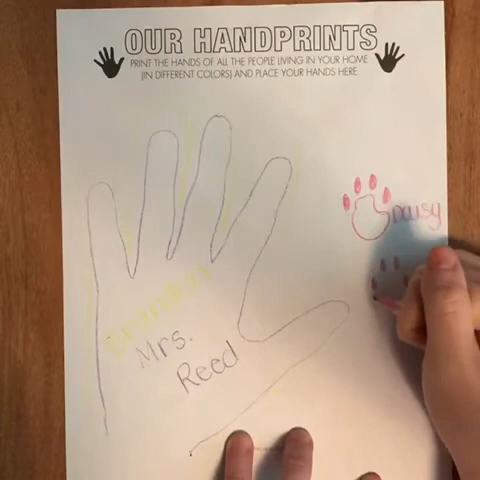 OUR HANDPRINTS
PRINT THE HANDS OF ALL THE PEOPLE LIVING IN YOUR HOME
(IN DIFFERENT COLORS) AND PLACE YOUR HANDS HERE
Daisy
Brandon
Mrs.
Reed